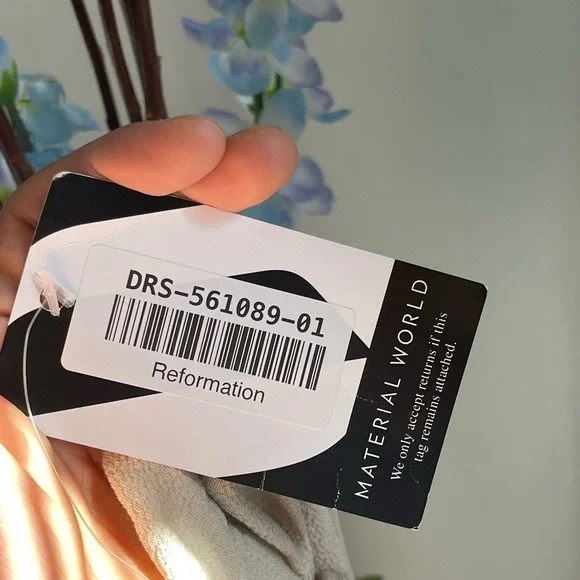 DRS-561089-01
Reformation
MATERIAL WORLD
We only accept returns if this
tag remains attached.